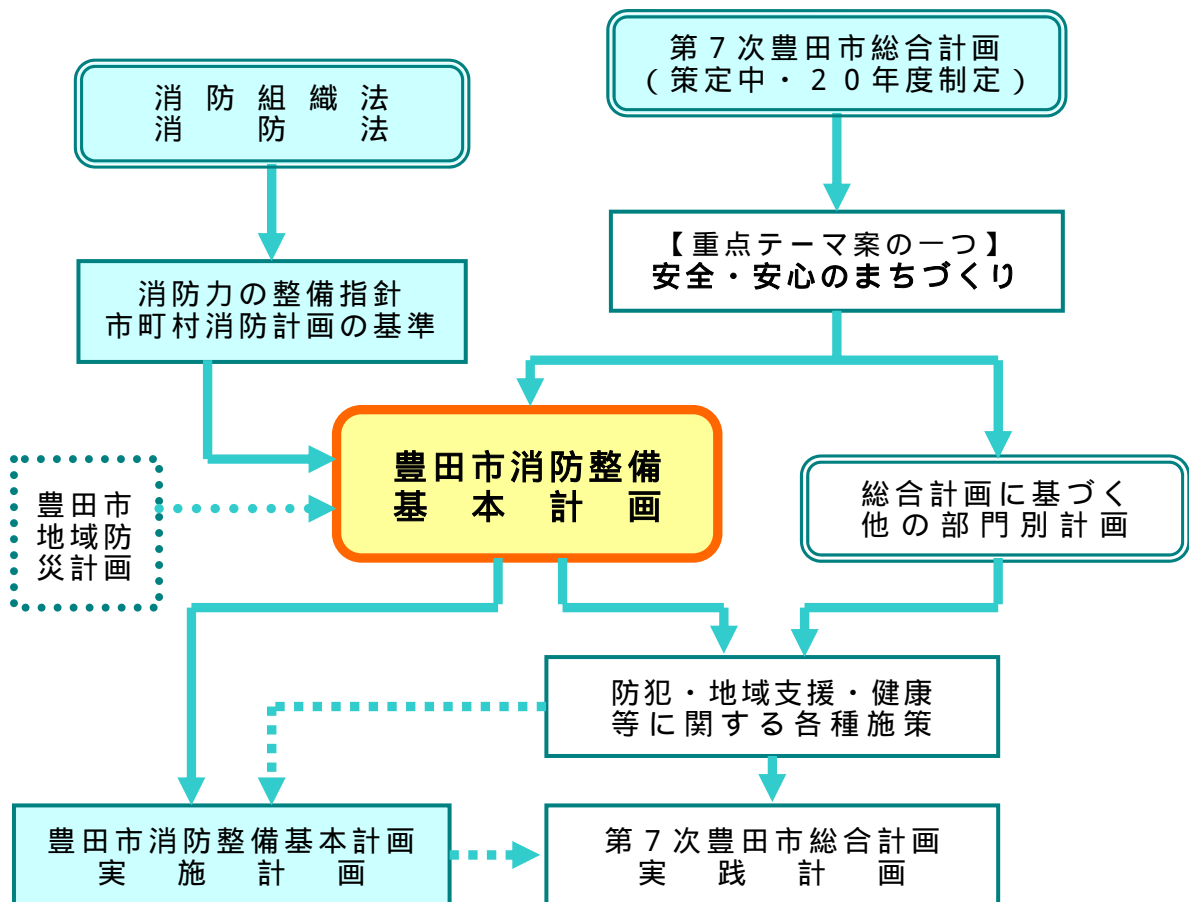 第７次豊田市総合計画
（策定中・２０年度制定）
消防組織法
消防法
【重点テーマ案の一つ】
安全・安心のまちづくり
消防力の整備指針
市町村消防計画の基準
豊田市消防整備
基本計画
豊田市
地域防
災計画
総合計画に基づく
他の部門別計画
防犯・地域支援・健康
等に関する各種施策
豊田市消防整備基本計画
実施計画
第７次豊田市総合計画
実践計画